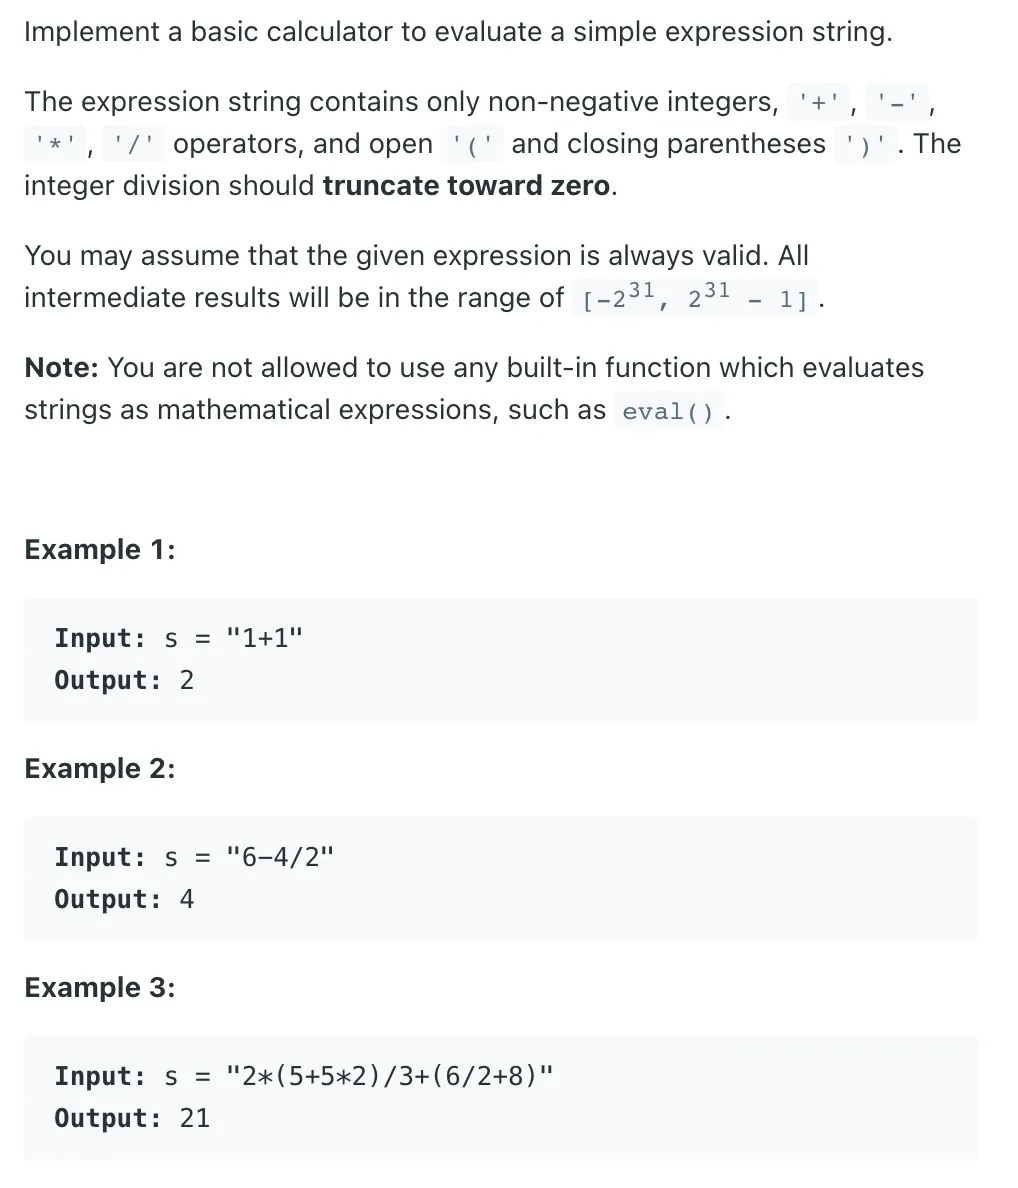 Implement a basic calculator to evaluate a simple expression string.
The expression string contains only non-negative integers, '+', '-',
'*', '/' operators, and open '(' and closing parentheses ')'. The
integer division should truncate toward zero.
You may assume that the given expression is always valid. All
intermediate results will be in the range of [-2³¹, 2³¹ - 1].
Note: You are not allowed to use any built-in function which evaluates
strings as mathematical expressions, such as eval().
Example 1:
Input: s = "1+1"
Output: 2
Example 2:
Input: s = "6-4/2"
Output: 4
Example 3:
Input: s = "2*(5+5*2)/3+(6/2+8)"
Output: 21